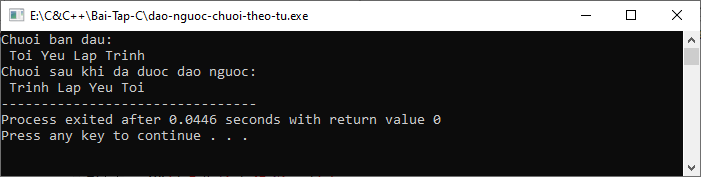 E:\C&C++\Bai-Tap-C\dao-nguoc-chuoi-theo-tu.exe
Chuoi ban dau:
 Toi Yeu Lap Trinh
Chuoi sau khi da duoc dao nguoc:
 Trinh Lap Yeu Toi
--------------------------------
Process exited after 0.0446 seconds with return value 0
Press any key to continue . . .